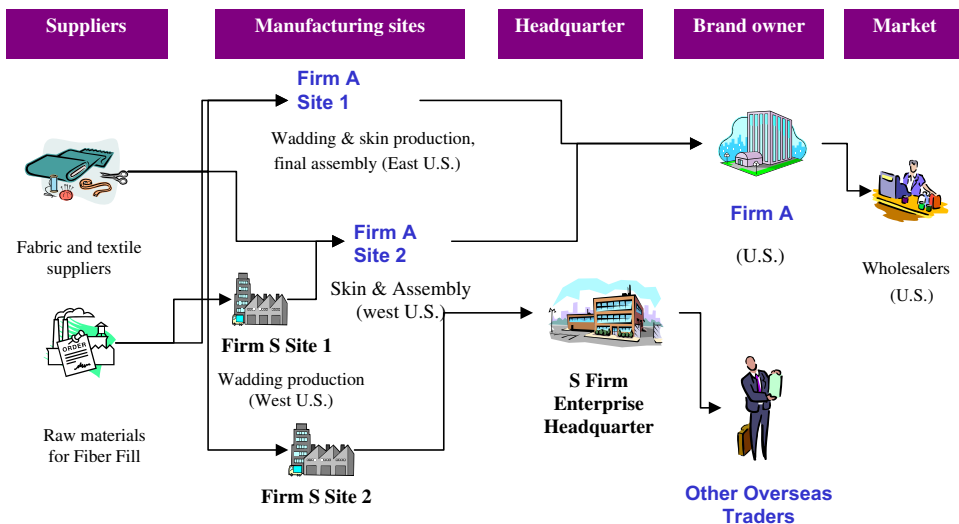 Suppliers
Manufacturing sites
Headquarter
Brand owner
Market
Firm A
Site 1
Wadding & skin production,
final assembly (East U.S.)
Fabric and textile
suppliers
Firm A
Site 2
Skin & Assembly
(west U.S.)
Firm A
(U.S.)
Wholesalers
(U.S.)
ORDER
Raw materials
for Fiber Fill
Firm S Site 1
Wadding production
(West U.S.)
Firm S Site 2
S Firm
Enterprise
Headquarter
Other Overseas
Traders